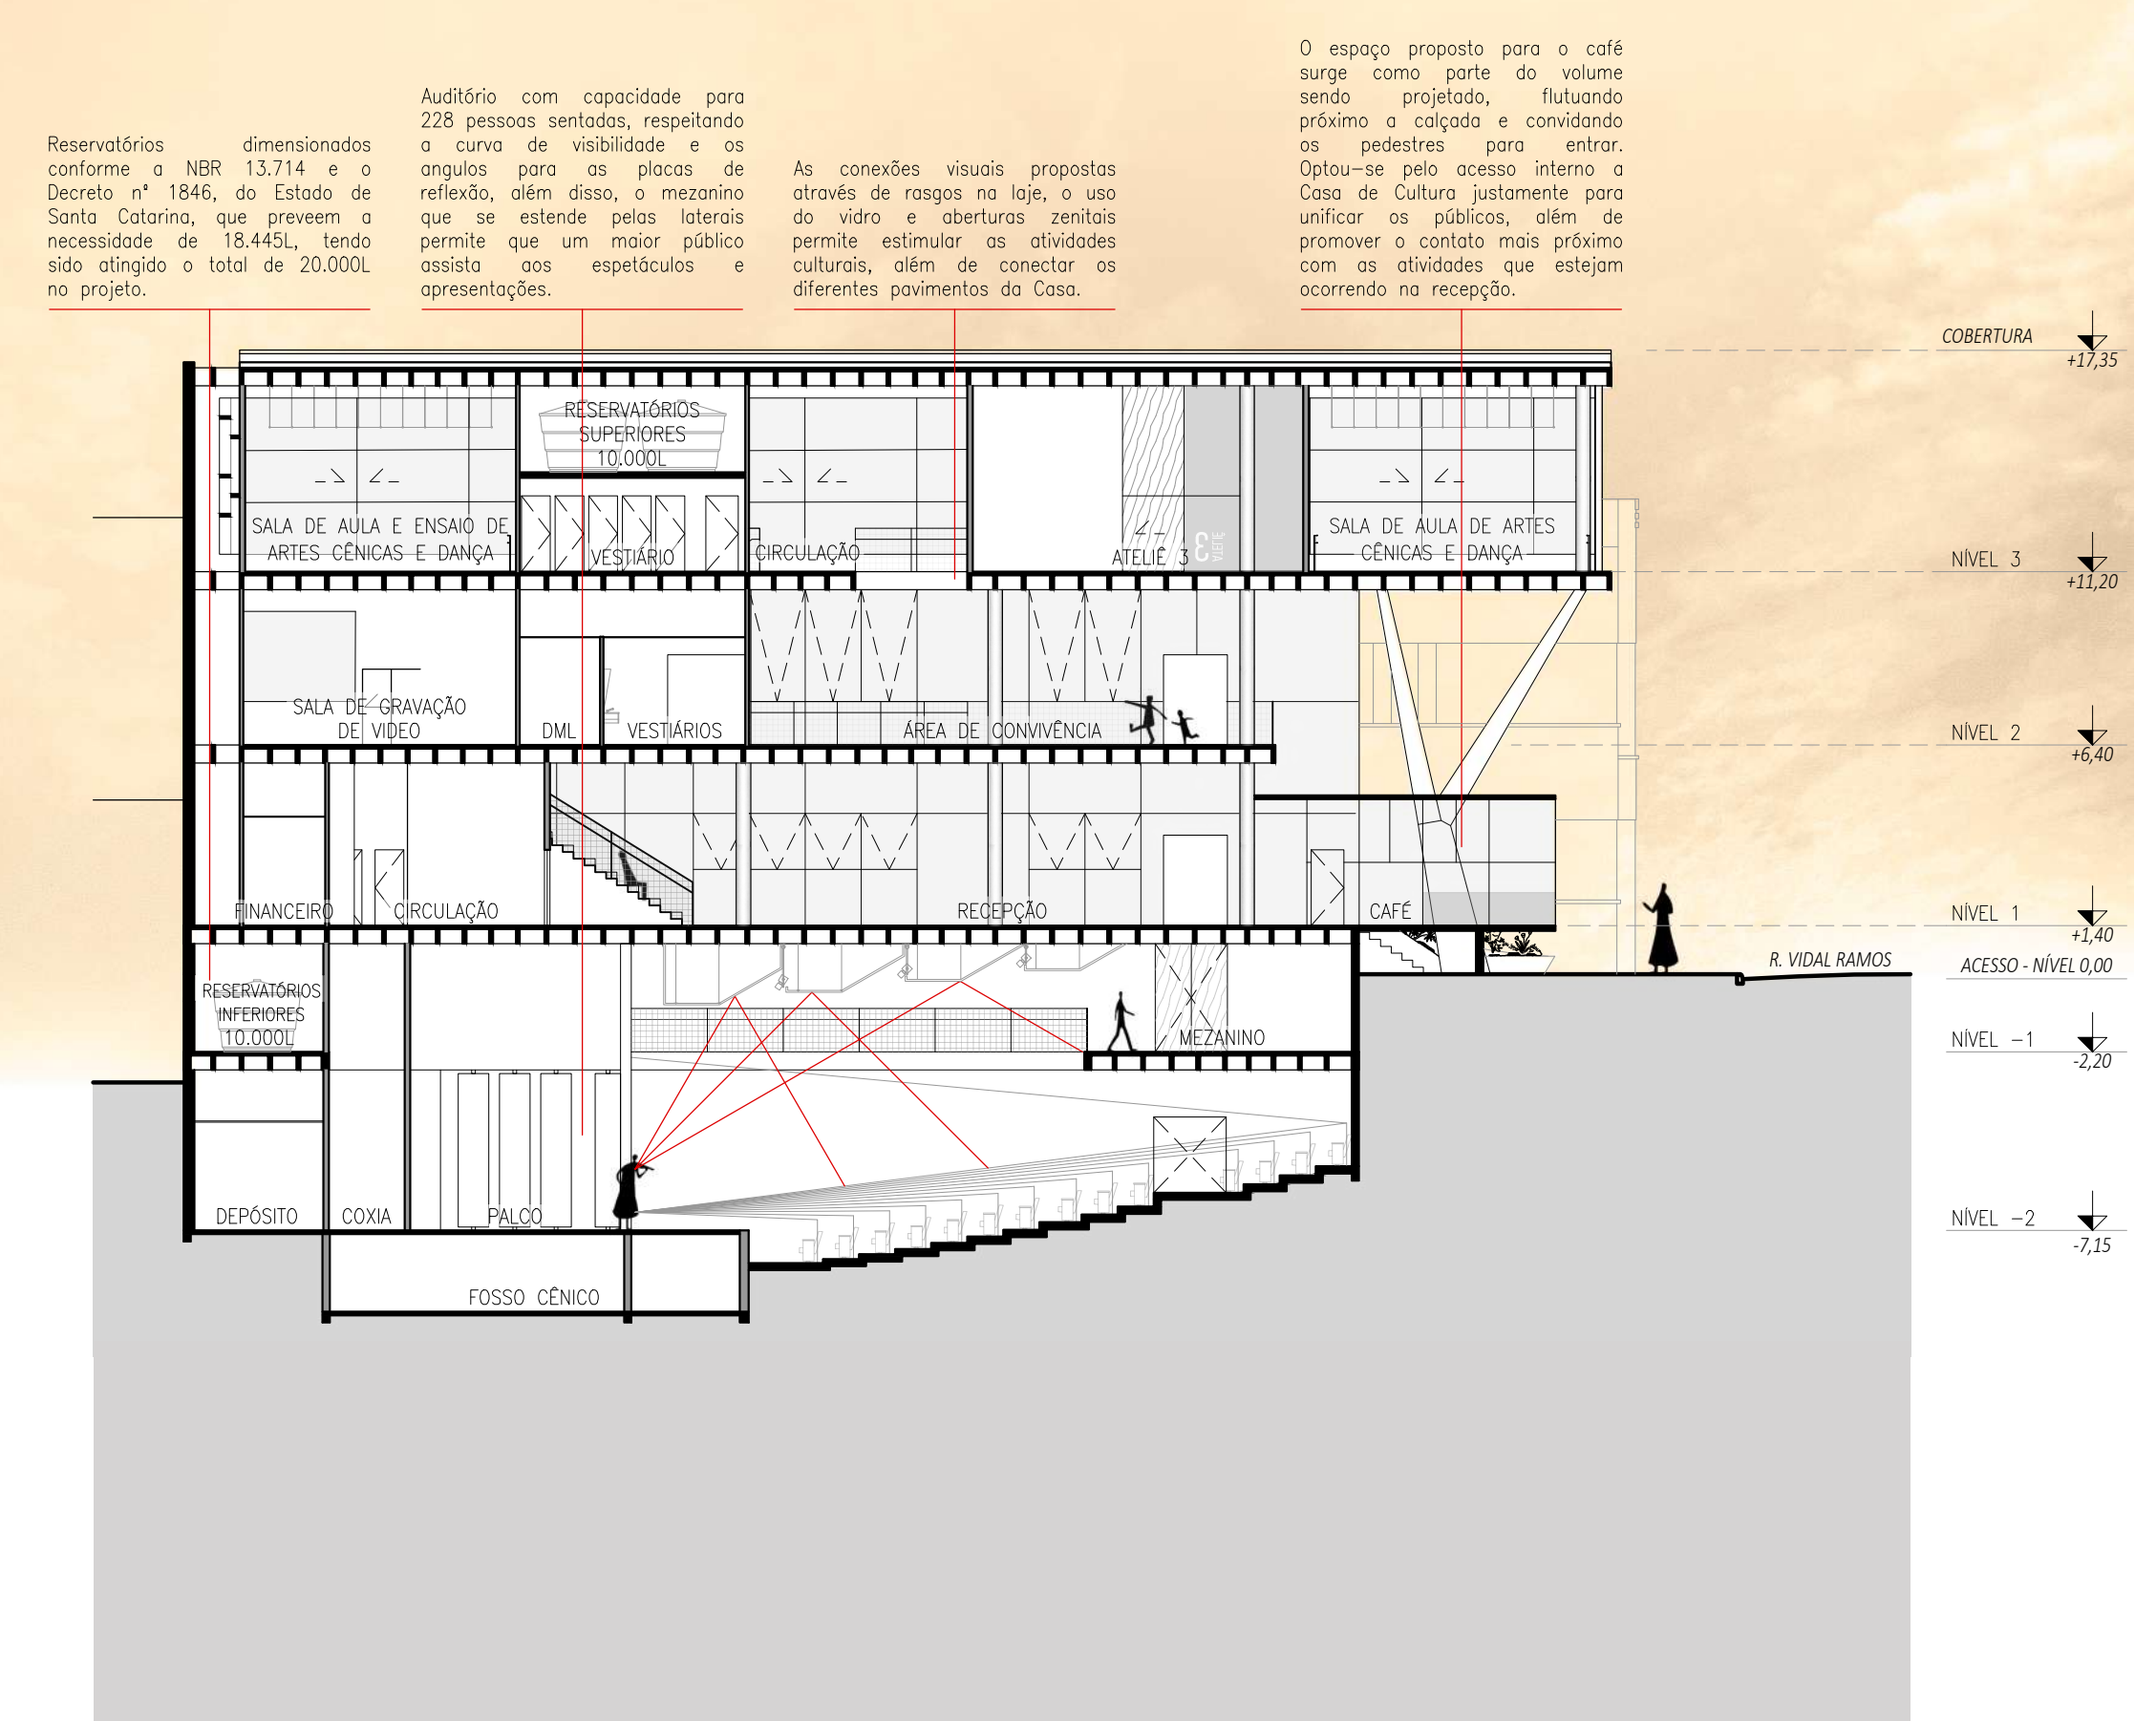 Reservatórios dimensionados
conforme a NBR 13.714 e o
Decreto nª 1846, do Estado de
Santa Catarina, que preveem a
necessidade de 18.445L, tendo
sido atingido o total de 20.000L
no projeto.
Auditório com capacidade para
228 pessoas sentadas, respeitando
a curva de visibilidade e os
angulos para as placas de
reflexão, além disso, o mezanino
que se estende pelas laterais
permite que um maior público
assista aos espetáculos e
apresentações.
As conexões visuais propostas
através de rasgos na laje, o uso
do vidro e aberturas zenitais
permite estimular as atividades
culturais, além de conectar os
diferentes pavimentos da Casa.
O espaço proposto para o café
surge como parte do volume
sendo projetado, flutuando
próximo a calçada e convidando
os pedestres para entrar.
Optou-se pelo acesso interno a
Casa de Cultura justamente para
unificar os públicos, além de
promover o contato mais próximo
com as atividades que estejam
ocorrendo na recepção.
COBERTURA
+17,35
RESERVATÓRIOS
SUPERIORES
10.000L
SALA DE AULA E ENSAIO DE
ARTES CÊNICAS E DANÇA
VESTIÁRIO
CIRCULAÇÃO
ATELIÊ 3
3
ATELIÊ
SALA DE AULA DE ARTES
CÊNICAS E DANÇA
NÍVEL 3
+11,20
SALA DE GRAVAÇÃO
DE VIDEO
DML
VESTIÁRIOS
ÁREA DE CONVIVÊNCIA
NÍVEL 2
+6,40
FINANCEIRO
CIRCULAÇÃO
RECEPÇÃO
CAFÉ
NÍVEL 1
+1,40
R. VIDAL RAMOS
ACESSO - NÍVEL 0,00
RESERVATÓRIOS
INFERIORES
10.000L
MEZANINO
NÍVEL -1
-2,20
DEPÓSITO
COXIA
PALCO
NÍVEL -2
-7,15
FOSSO CÊNICO